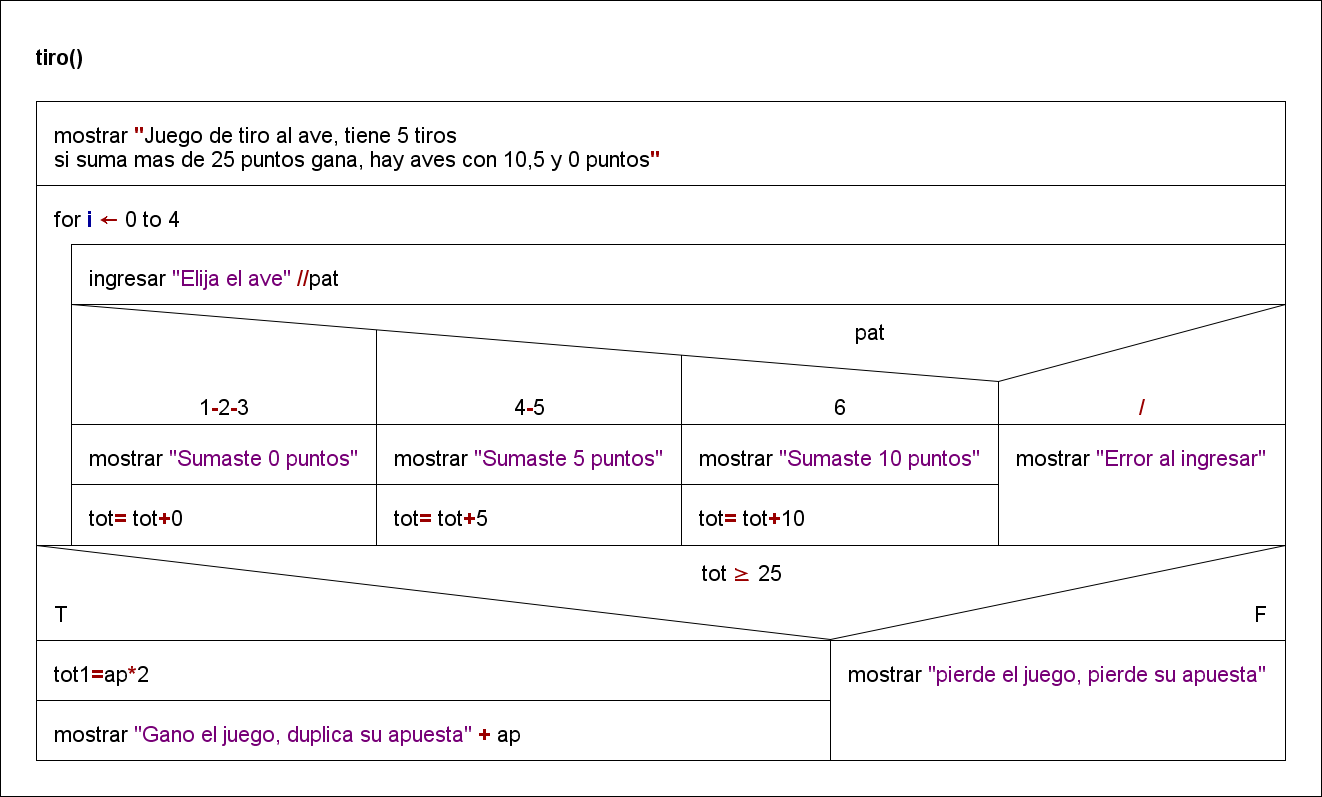 tiro()
mostrar "Juego de tiro al ave, tiene 5 tiros
si suma mas de 25 puntos gana, hay aves con 10,5 y 0 puntos"
for i ← 0 to 4
ingresar "Elija el ave" //pat
pat
1-2-3
4-5
6
/
mostrar "Sumaste 0 puntos"
mostrar "Sumaste 5 puntos"
mostrar "Sumaste 10 puntos"
mostrar "Error al ingresar"
tot= tot+0
tot= tot+5
tot= tot+10
tot ≥ 25
T
F
tot1=ap*2
mostrar "pierde el juego, pierde su apuesta"
mostrar "Gano el juego, duplica su apuesta" + ap